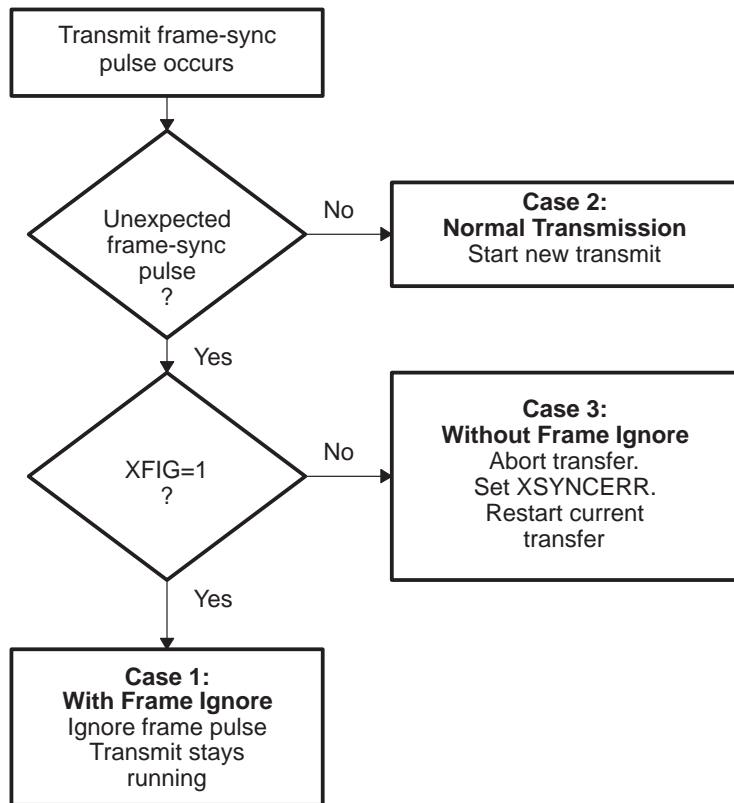 Transmit frame-sync
pulse occurs
Unexpected
frame-sync
pulse
?
No
Case 2:
Normal Transmission
Start new transmit
Yes
XFIG=1
?
No
Case 3:
Without Frame Ignore
Abort transfer.
Set XSYNCERR.
Restart current
transfer
Yes
Case 1:
With Frame Ignore
Ignore frame pulse
Transmit stays
running